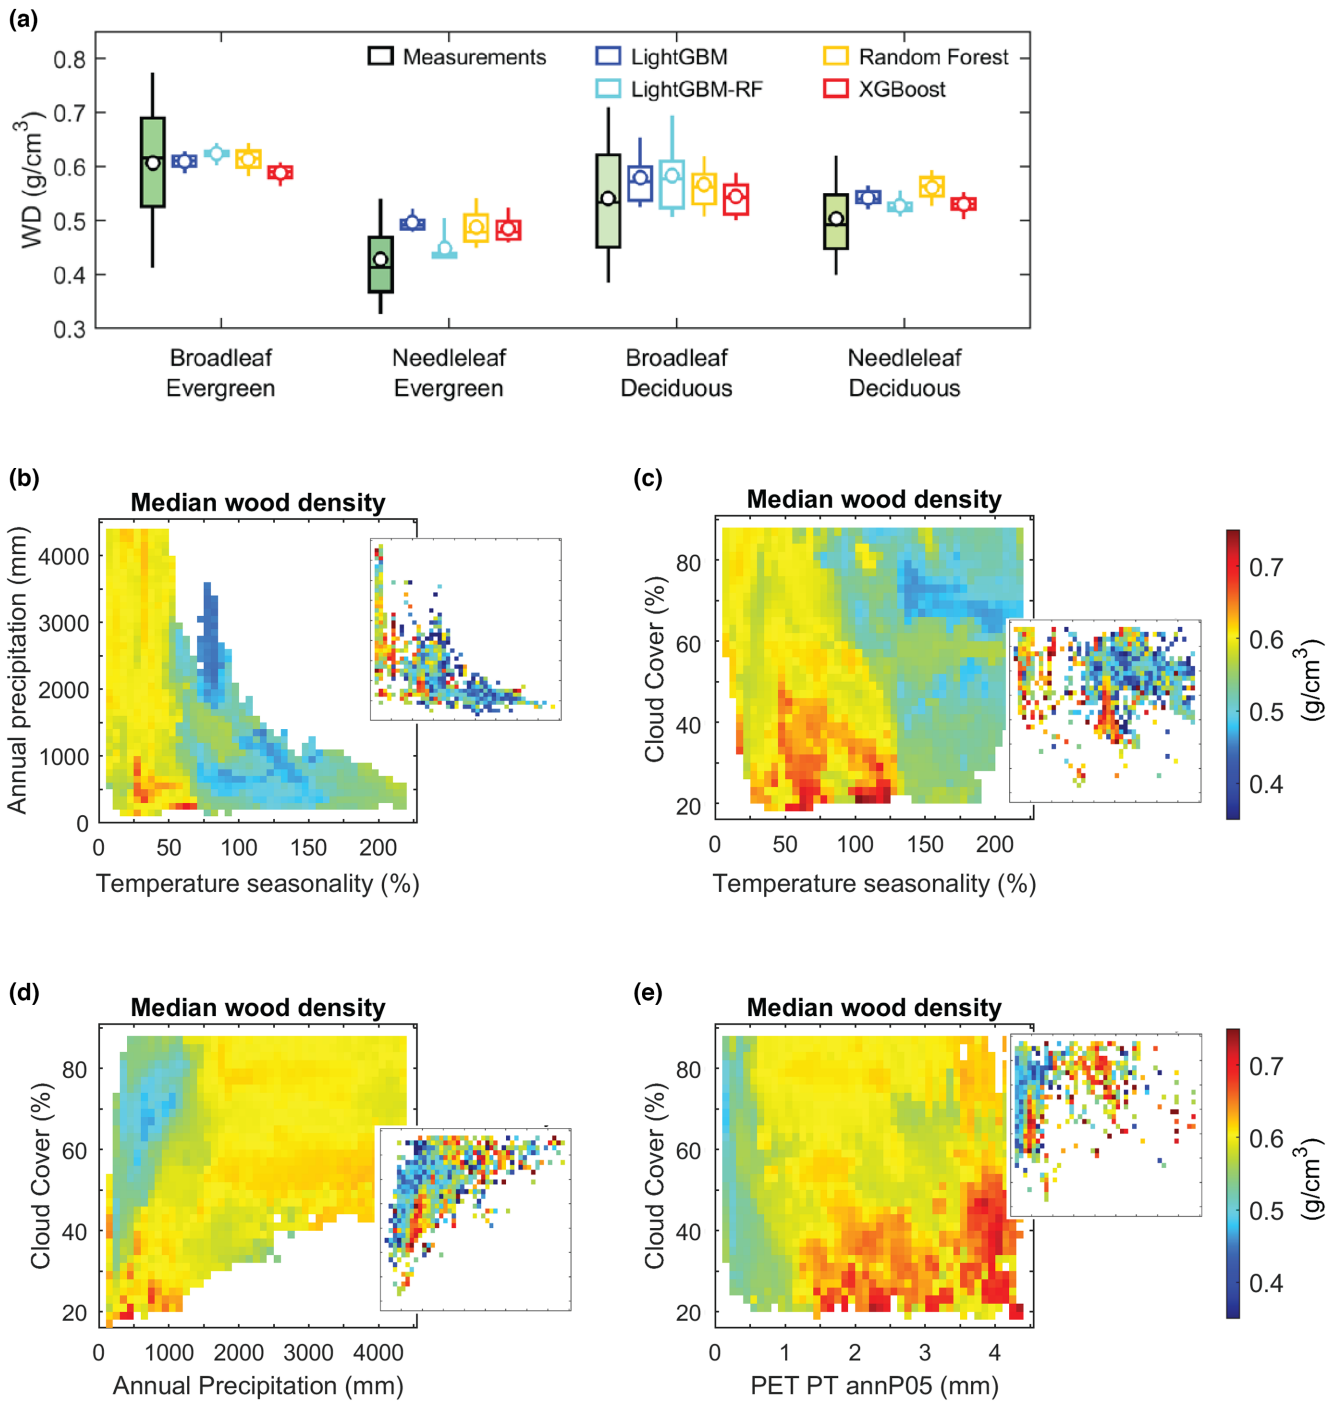 (a)
WD (g/cm3)
0.8
0.7
0.6
0.5
0.4
0.3
Measurements
LightGBM
LightGBM-RF
Random Forest
XGBoost
Broadleaf
Evergreen
Needleleaf
Evergreen
Broadleaf
Deciduous
Needleleaf
Deciduous
(b)
Median wood density
Annual precipitation (mm)
4000
3000
2000
1000
0
0 50 100 150 200
Temperature seasonality (%)
(c)
Median wood density
Cloud Cover (%)
80
60
40
20
0 50 100 150 200
Temperature seasonality (%)
0.7
0.6
0.5
0.4
(g/cm3)
(d)
Median wood density
Cloud Cover (%)
80
60
40
20
0 1000 2000 3000 4000
Annual Precipitation (mm)
(e)
Median wood density
Cloud Cover (%)
80
60
40
20
0 1 2 3 4
PET PT annP05 (mm)
0.7
0.6
0.5
0.4
(g/cm3)